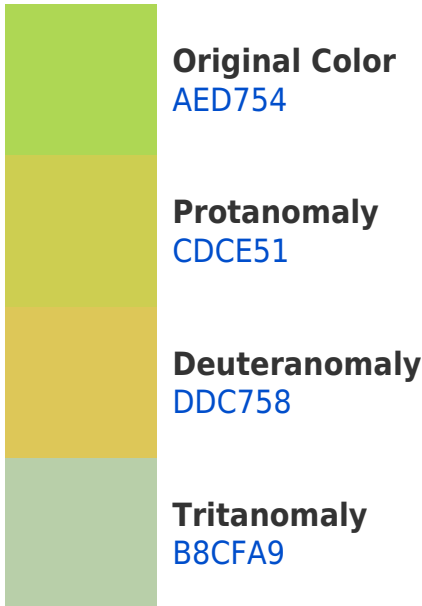 Original Color
AED754
Protanomaly
CDCE51
Deuteranomaly
DDC758
Tritanomaly
B8CFA9